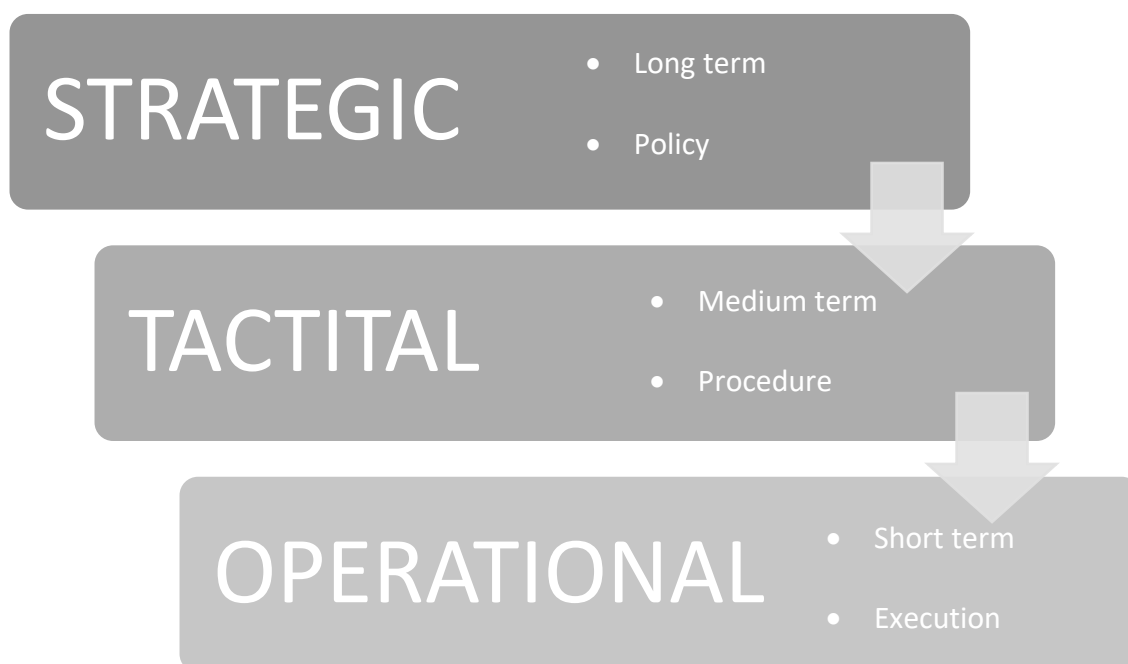 STRATEGIC
• Long term
• Policy
TACTITAL
• Medium term
• Procedure
OPERATIONAL
• Short term
• Execution